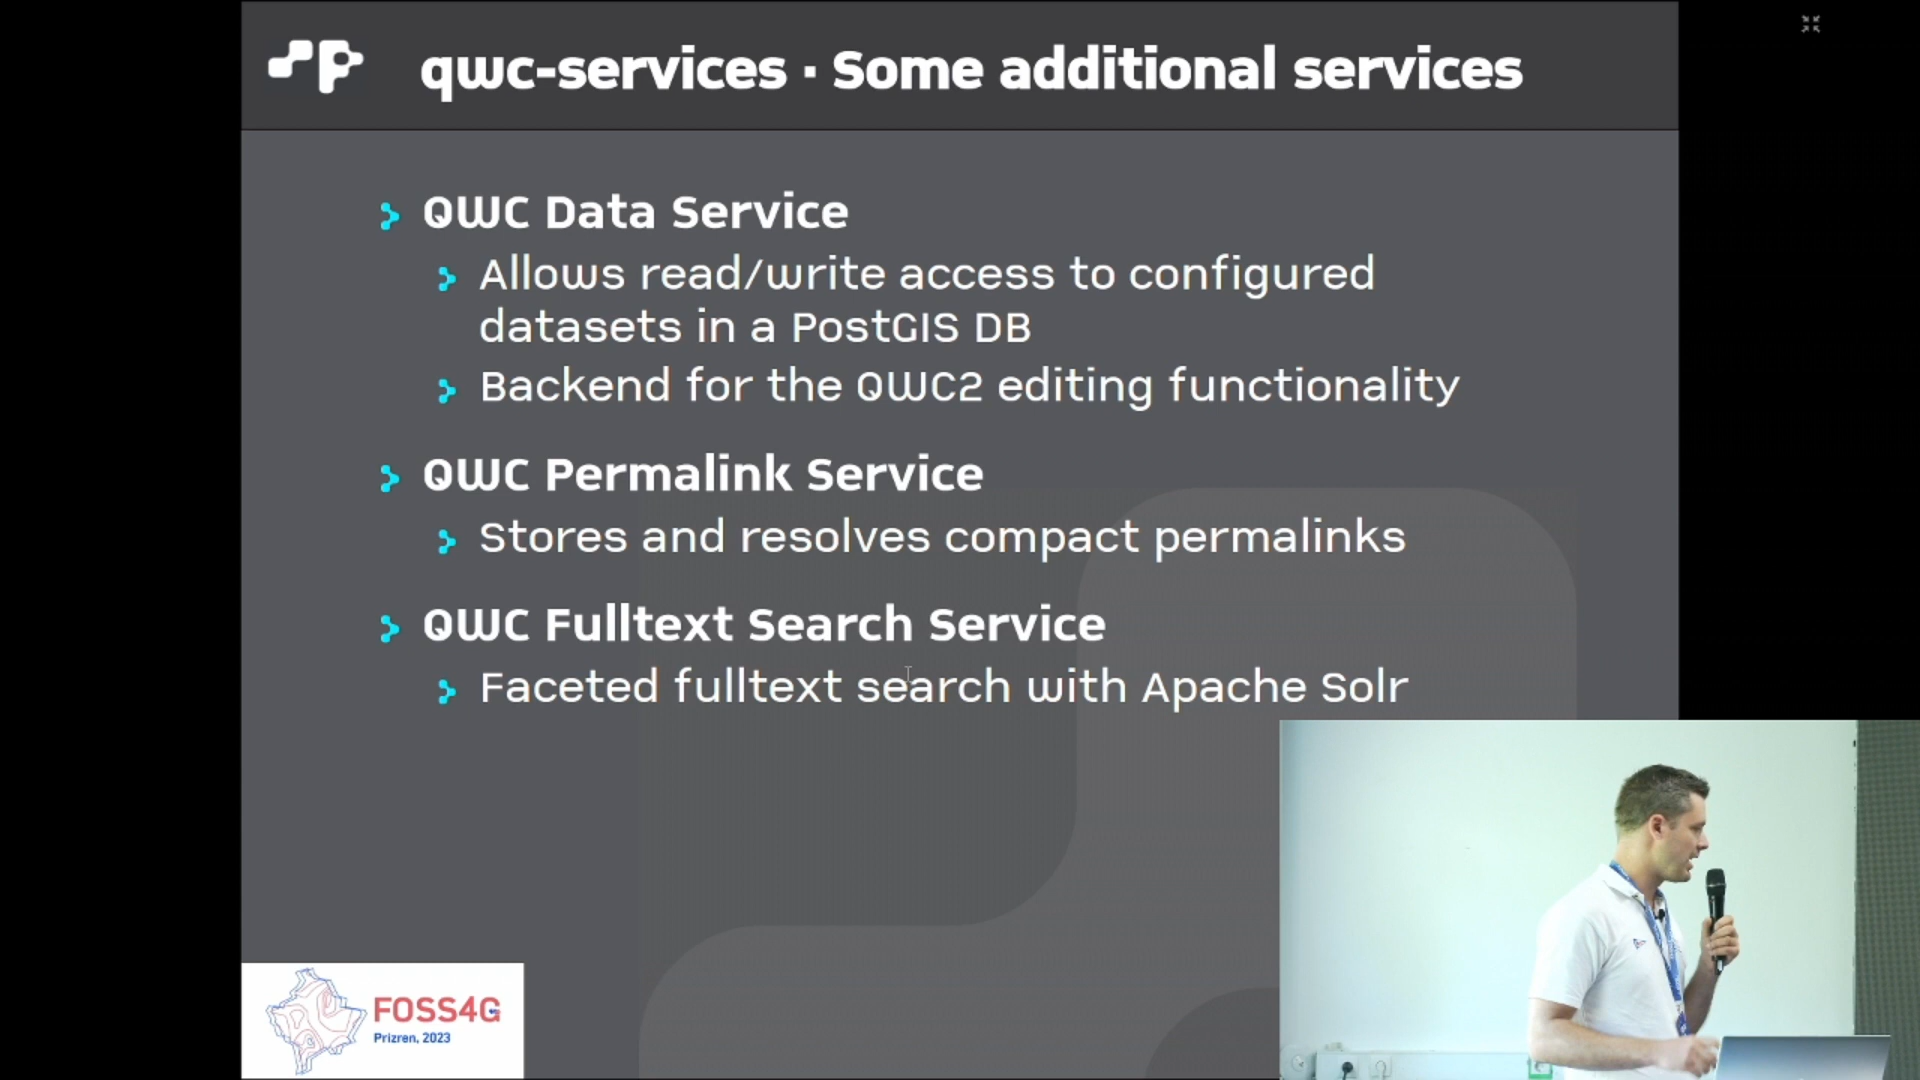 qwc-services · Some additional services
QWC Data Service
Allows read/write access to configured
datasets in a PostGIS DB
Backend for the QWC2 editing functionality
QWC Permalink Service
Stores and resolves compact permalinks
QWC Fulltext Search Service
Faceted fulltext search with Apache Solr
FOSS4G
Prizren, 2023